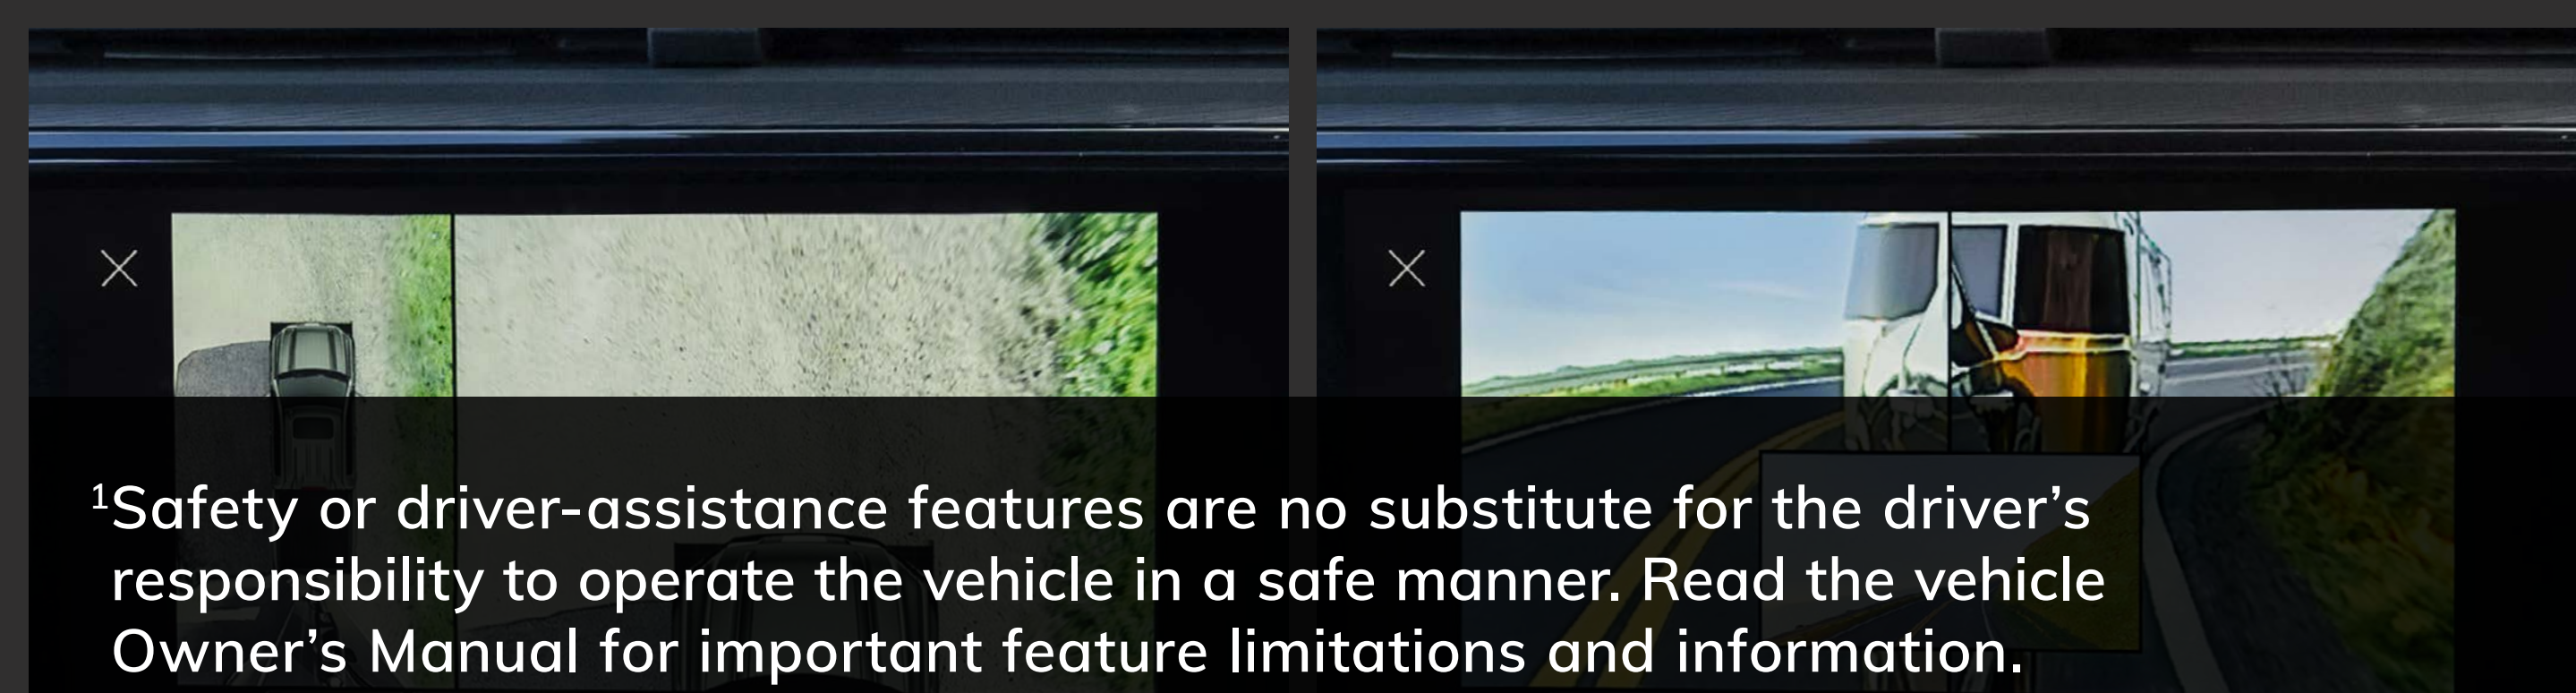 ¹Safety or driver-assistance features are no substitute for the driver’s
responsibility to operate the vehicle in a safe manner. Read the vehicle
Owner’s Manual for important feature limitations and information.